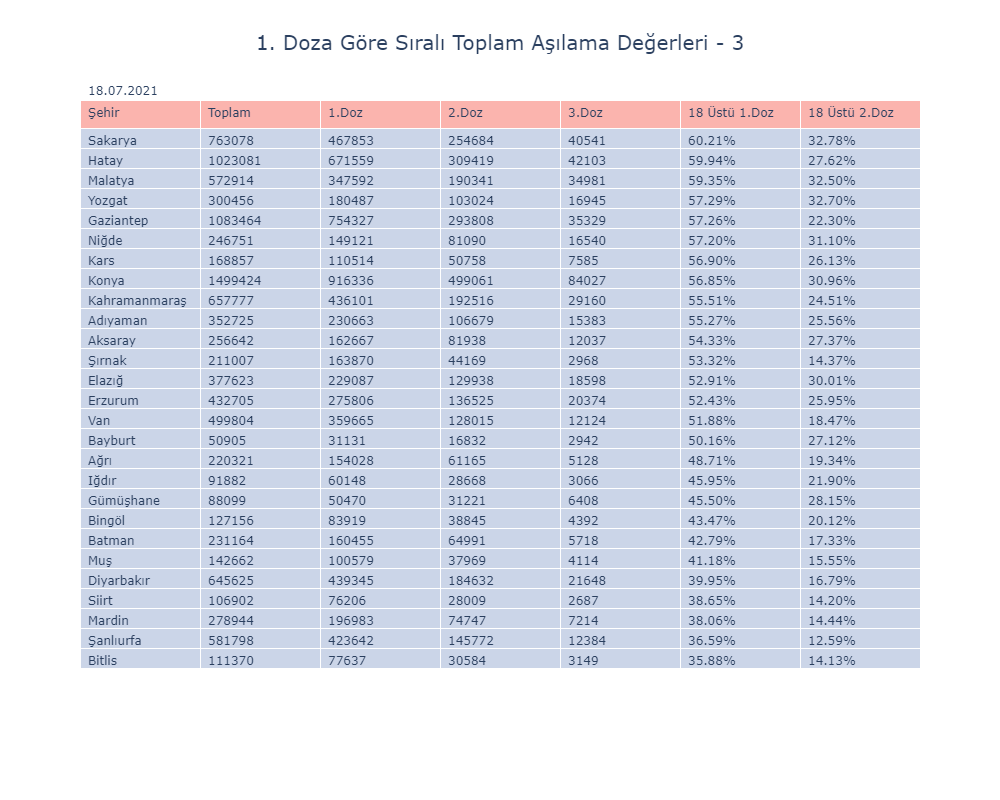 1. Doza Göre Sıralı Toplam Aşılama Değerleri - 3
18.07.2021
Şehir Toplam 1.Doz 2.Doz 3.Doz 18 Üstü 1.Doz 18 Üstü 2.Doz
Sakarya 763078 467853 254684 40541 60.21% 32.78%
Hatay 1023081 671559 309419 42103 59.94% 27.62%
Malatya 572914 347592 190341 34981 59.35% 32.50%
Yozgat 300456 180487 103024 16945 57.29% 32.70%
Gaziantep 1083464 754327 293808 35329 57.26% 22.30%
Niğde 246751 149121 81090 16540 57.20% 31.10%
Kars 168857 110514 50758 7585 56.90% 26.13%
Konya 1499424 916336 499061 84027 56.85% 30.96%
Kahramanmaraş 657777 436101 192516 29160 55.51% 24.51%
Adıyaman 352725 230663 106679 15383 55.27% 25.56%
Aksaray 256642 162667 81938 12037 54.33% 27.37%
Şırnak 211007 163870 44169 2968 53.32% 14.37%
Elazığ 377623 229087 129938 18598 52.91% 30.01%
Erzurum 432705 275806 136525 20374 52.43% 25.95%
Van 499804 359665 128015 12124 51.88% 18.47%
Bayburt 50905 31131 16832 2942 50.16% 27.12%
Ağrı 220321 154028 61165 5128 48.71% 19.34%
Iğdır 91882 60148 28668 3066 45.95% 21.90%
Gümüşhane 88099 50470 31221 6408 45.50% 28.15%
Bingöl 127156 83919 38845 4392 43.47% 20.12%
Batman 231164 160455 64991 5718 42.79% 17.33%
Muş 142662 100579 37969 4114 41.18% 15.55%
Diyarbakır 645625 439345 184632 21648 39.95% 16.79%
Siirt 106902 76206 28009 2687 38.65% 14.20%
Mardin 278944 196983 74747 7214 38.06% 14.44%
Şanlıurfa 581798 423642 145772 12384 36.59% 12.59%
Bitlis 111370 77637 30584 3149 35.88% 14.13%